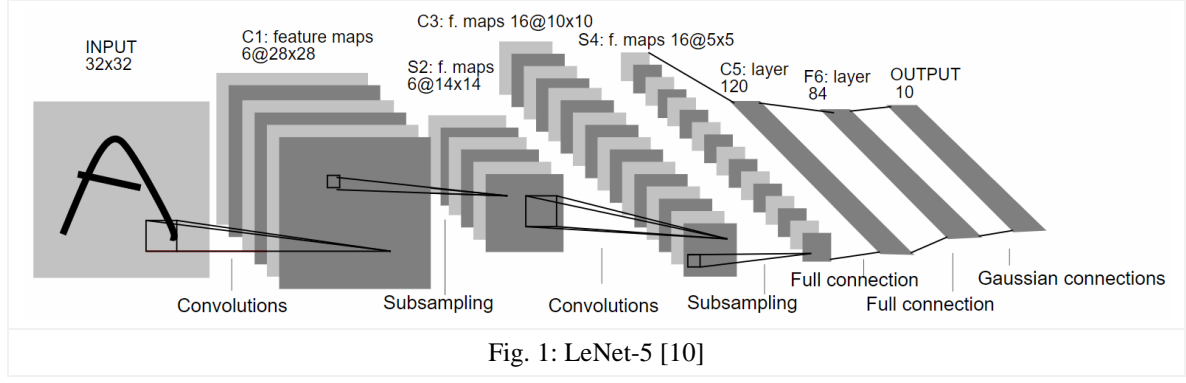 INPUT
32x32
C1: feature maps
6@28x28
S2: f. maps
6@14x14
C3: f. maps 16@10x10
S4: f. maps 16@5x5
C5: layer
120
F6: layer
84
OUTPUT
10
Convolutions
Subsampling
Convolutions
Subsampling
Full connection
Full connection
Gaussian connections
Fig. 1: LeNet-5 [10]